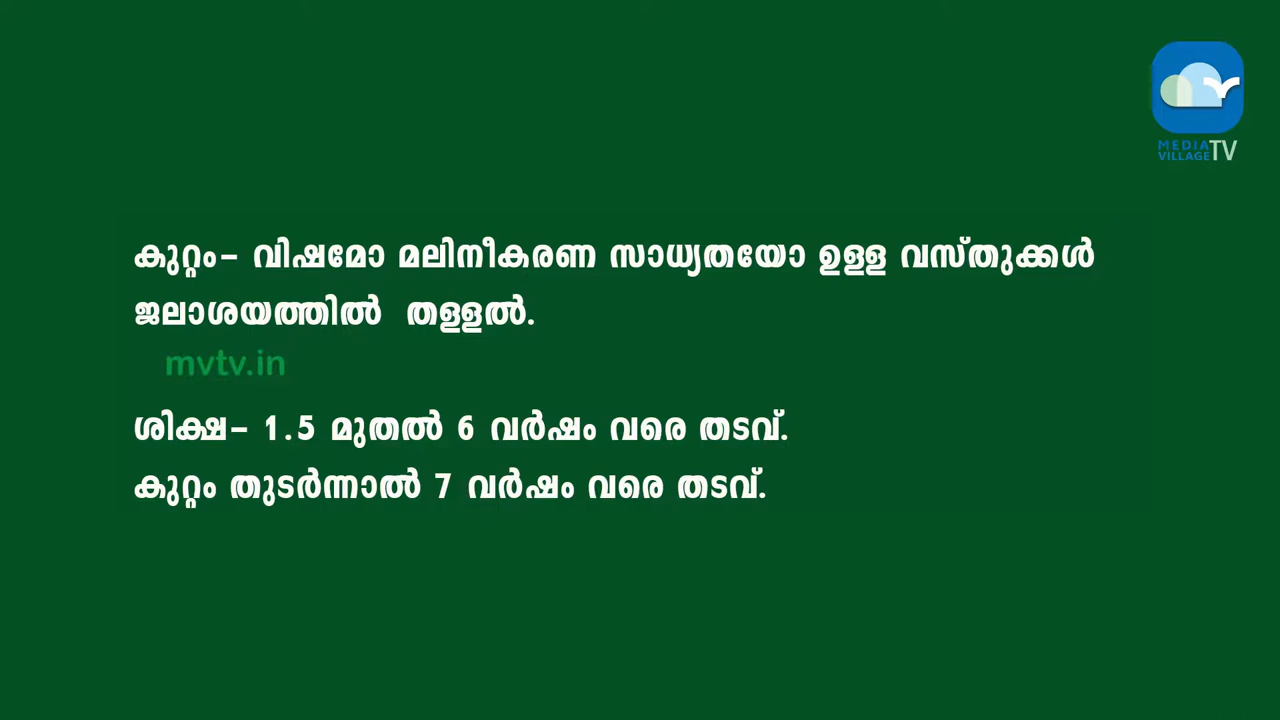 MEDIA
VILLAGE TV
കുറ്റം- വിഷമോ മലിനീകരണ സാധ്യതയോ ഉള്ള വസ്തുക്കൾ
ജലാശയത്തിൽ തള്ളൽ.
mvtv.in
ശിക്ഷ- 1.5 മുതൽ 6 വർഷം വരെ തടവ്.
കുറ്റം തുടർന്നാൽ 7 വർഷം വരെ തടവ്.